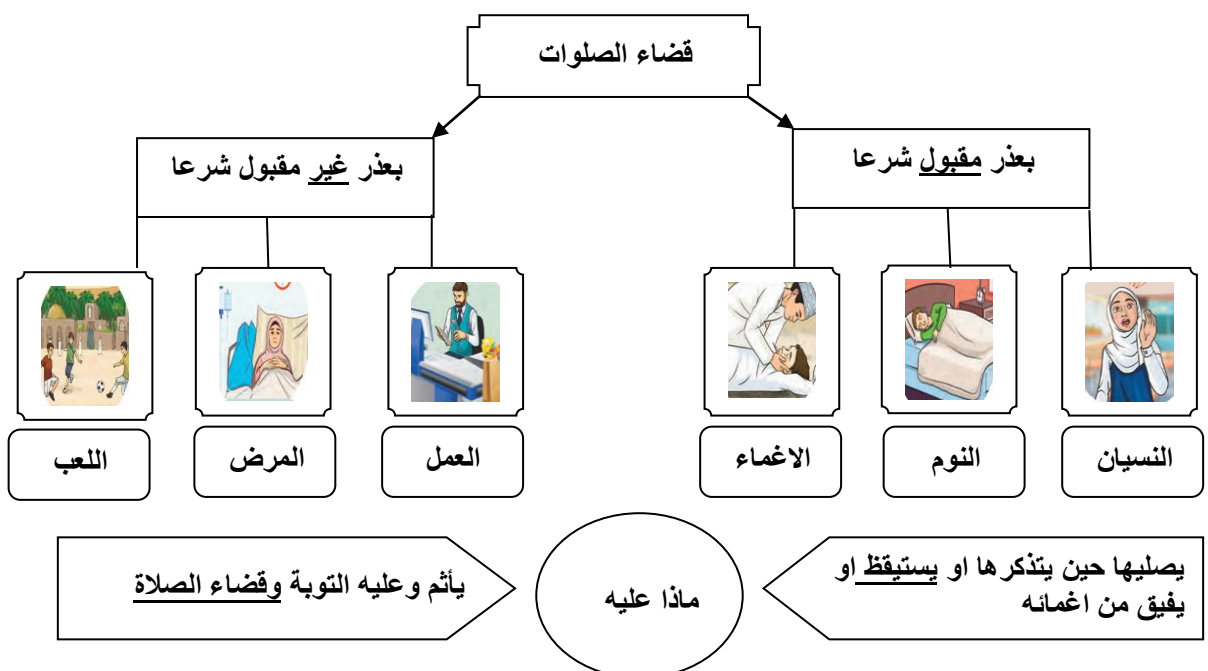 قضاء الصلوات
بعذر مقبول شرعا
بعذر غير مقبول شرعا
النسيان
النوم
الاغماء
العمل
المرض
اللعب
يصليها حين يتذكرها او يستيقظ او
يفيق من اغمائه
ماذا عليه
يأثم وعليه التوبة وقضاء الصلاة